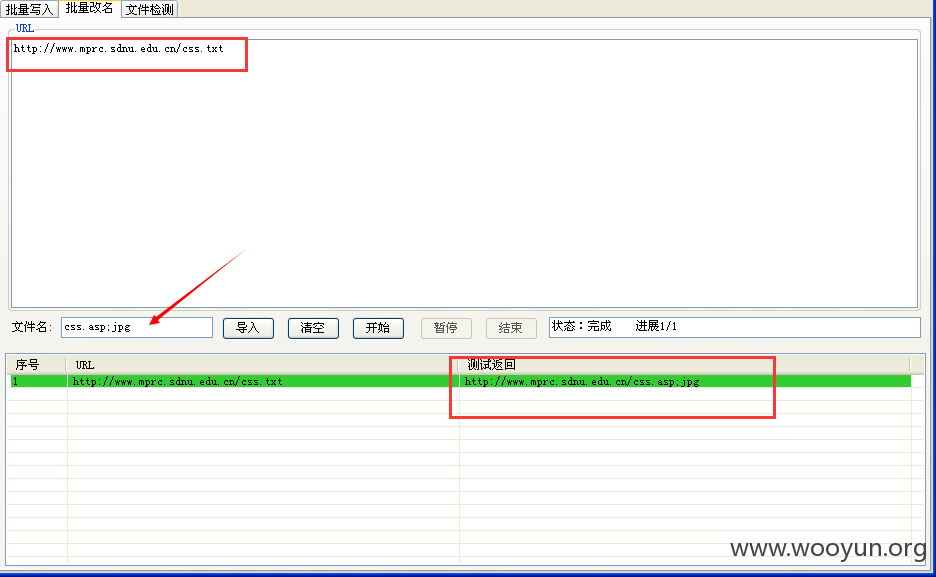 批量写入 批量改名 文件检测
URL
http://www.mprc.sdnu.edu.cn/css.txt
文件名: css.asp;jpg 导入 清空 开始 暂停 结束 状态：完成 进展1/1
序号 URL 测试返回
1 http://www.mprc.sdnu.edu.cn/css.txt http://www.mprc.sdnu.edu.cn/css.asp;jpg
www.wooyun.org